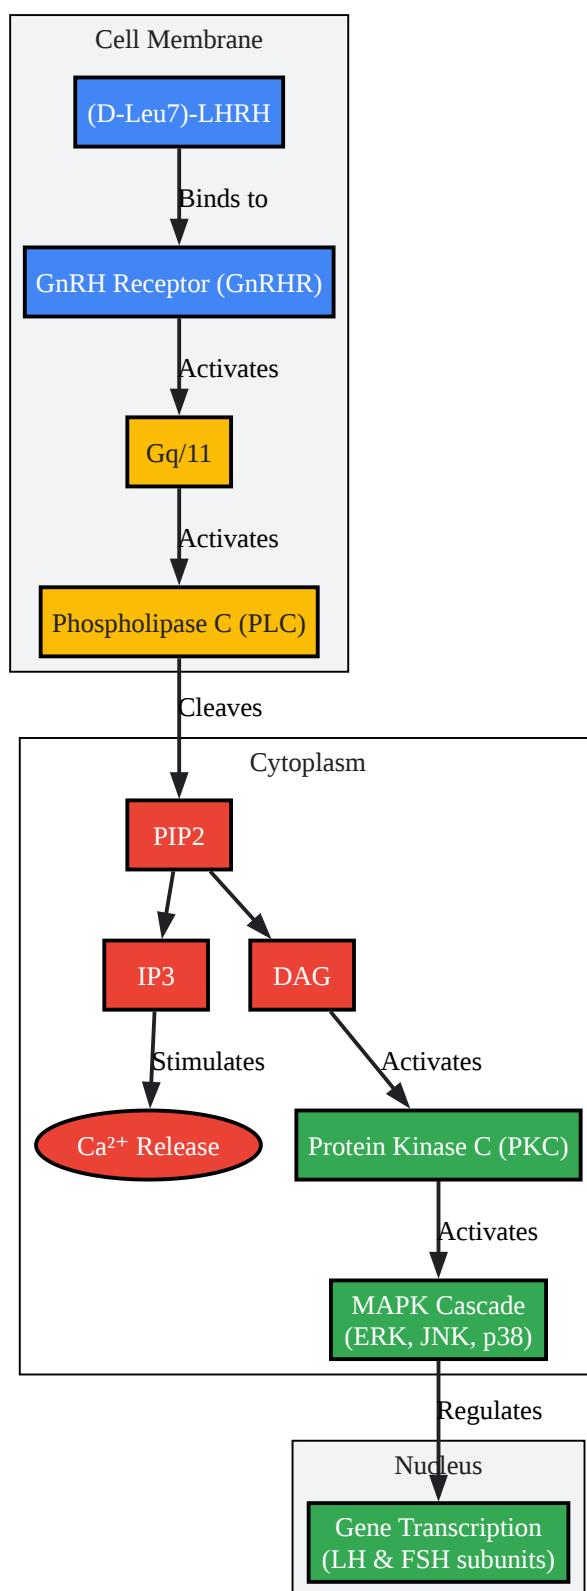 Cell Membrane
(D-Leu7)-LHRH
Binds to
GnRH Receptor (GnRHR)
Activates
Gq/11
Activates
Phospholipase C (PLC)
Cleaves
Cytoplasm
PIP2
IP3
DAG
Stimulates
Activates
Ca²⁺ Release
Protein Kinase C (PKC)
Activates
MAPK Cascade
(ERK, JNK, p38)
Regulates
Nucleus
Gene Transcription
(LH & FSH subunits)